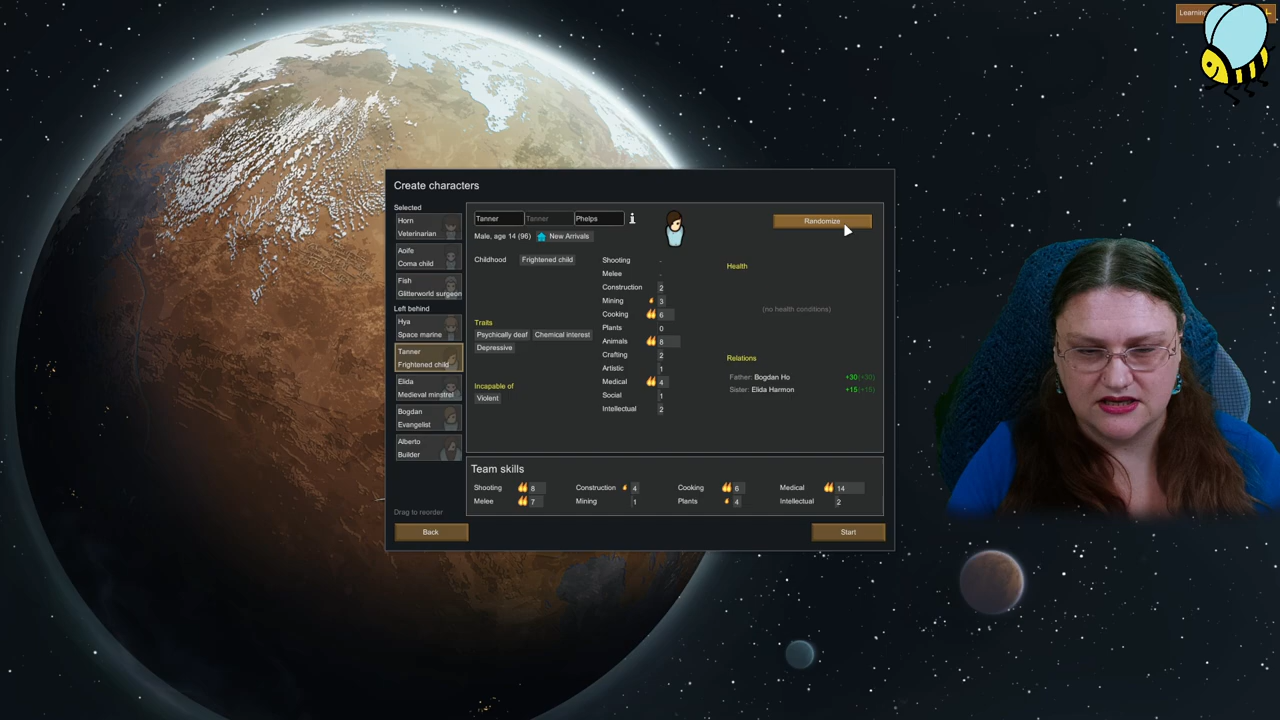 Learning
Create characters
Selected
Horn
Veterinarian
Aoife
Coma child
Fish
Glitterworld surgeon
Left behind
Hya
Space marine
Tanner
Frightened child
Elida
Medieval minstrel
Bogdan
Evangelist
Alberto
Builder
Drag to reorder
Tanner Tanner Phelps
Randomize
Male, age 14 (96) New Arrivals
Childhood Frightened child
Traits
Psychically deaf Chemical interest
Depressive
Incapable of
Violent
Shooting -
Melee -
Construction 2
Mining 3
Cooking 6
Plants 0
Animals 8
Crafting 2
Artistic 1
Medical 4
Social 1
Intellectual 2
Health
(no health conditions)
Relations
Father: Bogdan Ho +30 (+30)
Sister: Elida Harmon +15 (+15)
Team skills
Shooting 8 Construction 4 Cooking 6 Medical 14
Melee 7 Mining 1 Plants 4 Intellectual 2
Back
Start